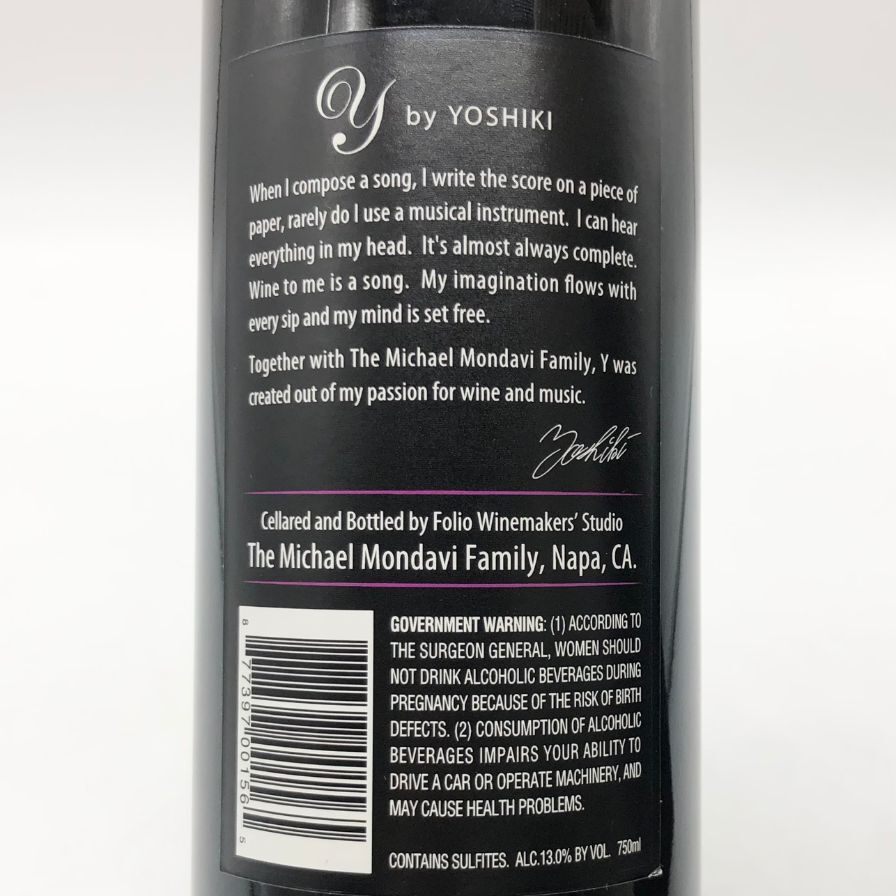 Y by YOSHIKI
When I compose a song, I write the score on a piece of
paper, rarely do I use a musical instrument. I can hear
everything in my head. It's almost always complete.
Wine to me is a song. My imagination flows with
every sip and my mind is set free.
Together with The Michael Mondavi Family, Y was
created out of my passion for wine and music.
Yoshiki
Cellared and Bottled by Folio Winemakers' Studio
The Michael Mondavi Family, Napa, CA.
8 77397 00156 5
GOVERNMENT WARNING: (1) ACCORDING TO
THE SURGEON GENERAL, WOMEN SHOULD
NOT DRINK ALCOHOLIC BEVERAGES DURING
PREGNANCY BECAUSE OF THE RISK OF BIRTH
DEFECTS. (2) CONSUMPTION OF ALCOHOLIC
BEVERAGES IMPAIRS YOUR ABILITY TO
DRIVE A CAR OR OPERATE MACHINERY, AND
MAY CAUSE HEALTH PROBLEMS.
CONTAINS SULFITES. ALC.13.0% BY VOL. 750ml